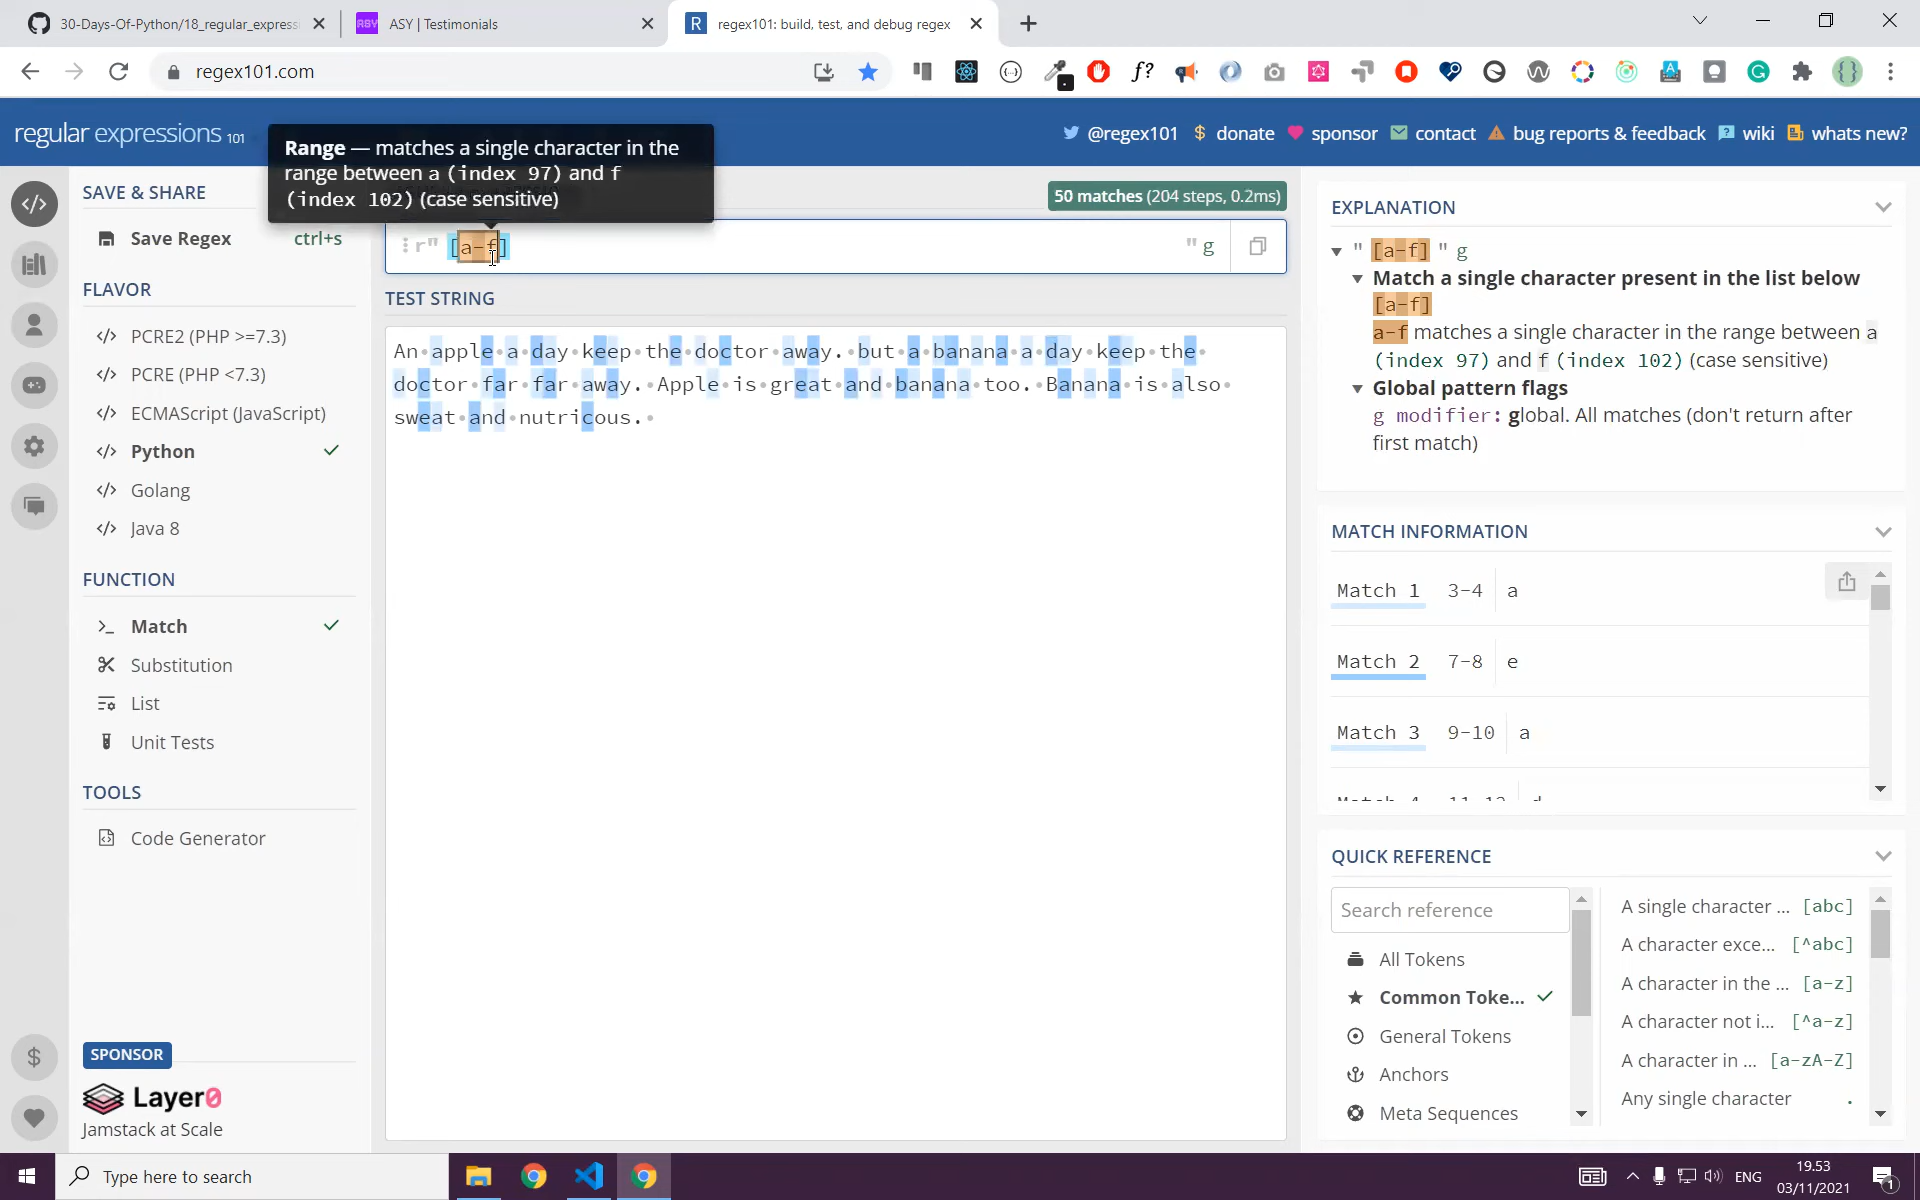 30-Days-Of-Python/18_regular_express
ASY
ASY | Testimonials
R
regex101: build, test, and debug regex
regex101.com
regular expressions 101
@regex101
$ donate
sponsor
contact
bug reports & feedback
wiki
whats new?
Range — matches a single character in the
range between a (index 97) and f
(index 102) (case sensitive)
SAVE & SHARE
Save Regex ctrl+s
FLAVOR
PCRE2 (PHP >=7.3)
PCRE (PHP <7.3)
ECMAScript (JavaScript)
Python
Golang
Java 8
FUNCTION
Match
Substitution
List
Unit Tests
TOOLS
Code Generator
SPONSOR
Layer0
Jamstack at Scale
50 matches (204 steps, 0.2ms)
r" [a-f] " g
TEST STRING
An·apple·a·day·keep·the·doctor·away.·but·a·banana·a·day·keep·the·
doctor·far·far·away.·Apple·is·great·and·banana·too.·Banana·is·also·
sweat·and·nutricous.·
EXPLANATION
" [a-f] " g
Match a single character present in the list below
[a-f]
a-f matches a single character in the range between a
(index 97) and f (index 102) (case sensitive)
Global pattern flags
g modifier: global. All matches (don't return after
first match)
MATCH INFORMATION
Match 1 3-4 a
Match 2 7-8 e
Match 3 9-10 a
QUICK REFERENCE
Search reference
All Tokens
Common Toke...
General Tokens
Anchors
Meta Sequences
A single character ... [abc]
A character exce... [^abc]
A character in the ... [a-z]
A character not i... [^a-z]
A character in ... [a-zA-Z]
Any single character .
Type here to search
ENG
19.53
03/11/2021
1